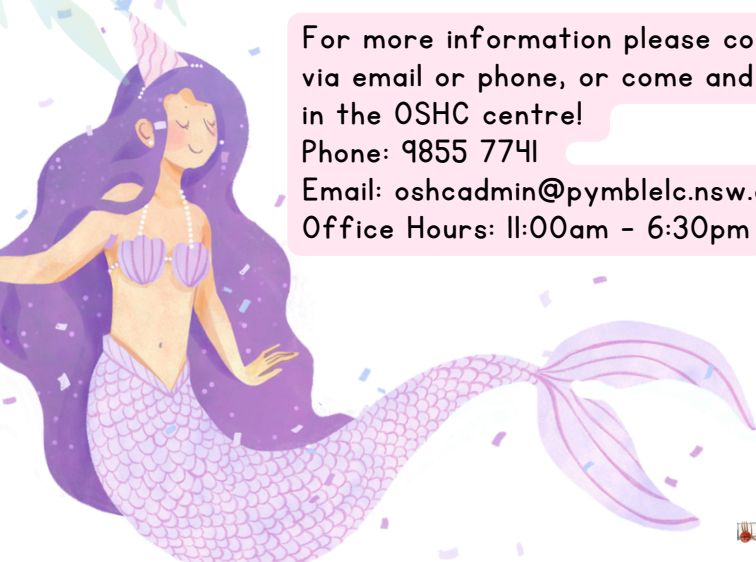 For more information please co
via email or phone, or come and
in the OSHC centre!
Phone: 9855 7741
Email: oshcadmin@pymblelc.nsw.
Office Hours: 11:00am - 6:30pm